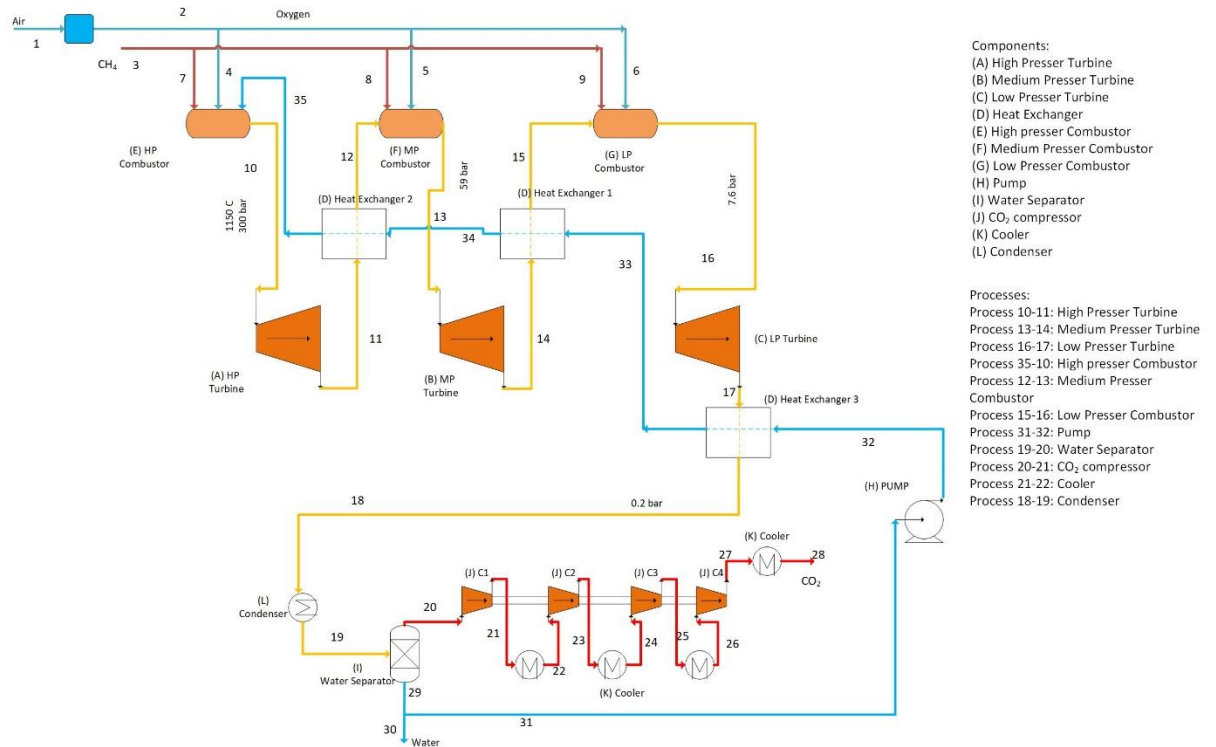 Air
1
2
Oxygen
CH₄
3
7
4
35
8
5
9
6
(E) HP
Combustor
10
12
(F) MP
Combustor
15
(G) LP
Combustor
1150 C
300 bar
59 bar
7.6 bar
(D) Heat Exchanger 2
13
34
(D) Heat Exchanger 1
33
16
11
14
(A) HP
Turbine
(B) MP
Turbine
(C) LP Turbine
17
(D) Heat Exchanger 3
32
18
0.2 bar
(H) PUMP
(L)
Condenser
19
(I)
Water Separator
20
(J) C1
(J) C2
(J) C3
(J) C4
27
(K) Cooler
28
CO₂
21
22
23
24
25
26
(K) Cooler
29
30
Water
31
Components:
(A) High Presser Turbine
(B) Medium Presser Turbine
(C) Low Presser Turbine
(D) Heat Exchanger
(E) High presser Combustor
(F) Medium Presser Combustor
(G) Low Presser Combustor
(H) Pump
(I) Water Separator
(J) CO₂ compressor
(K) Cooler
(L) Condenser
Processes:
Process 10-11: High Presser Turbine
Process 13-14: Medium Presser Turbine
Process 16-17: Low Presser Turbine
Process 35-10: High presser Combustor
Process 12-13: Medium Presser
Combustor
Process 15-16: Low Presser Combustor
Process 31-32: Pump
Process 19-20: Water Separator
Process 20-21: CO₂ compressor
Process 21-22: Cooler
Process 18-19: Condenser